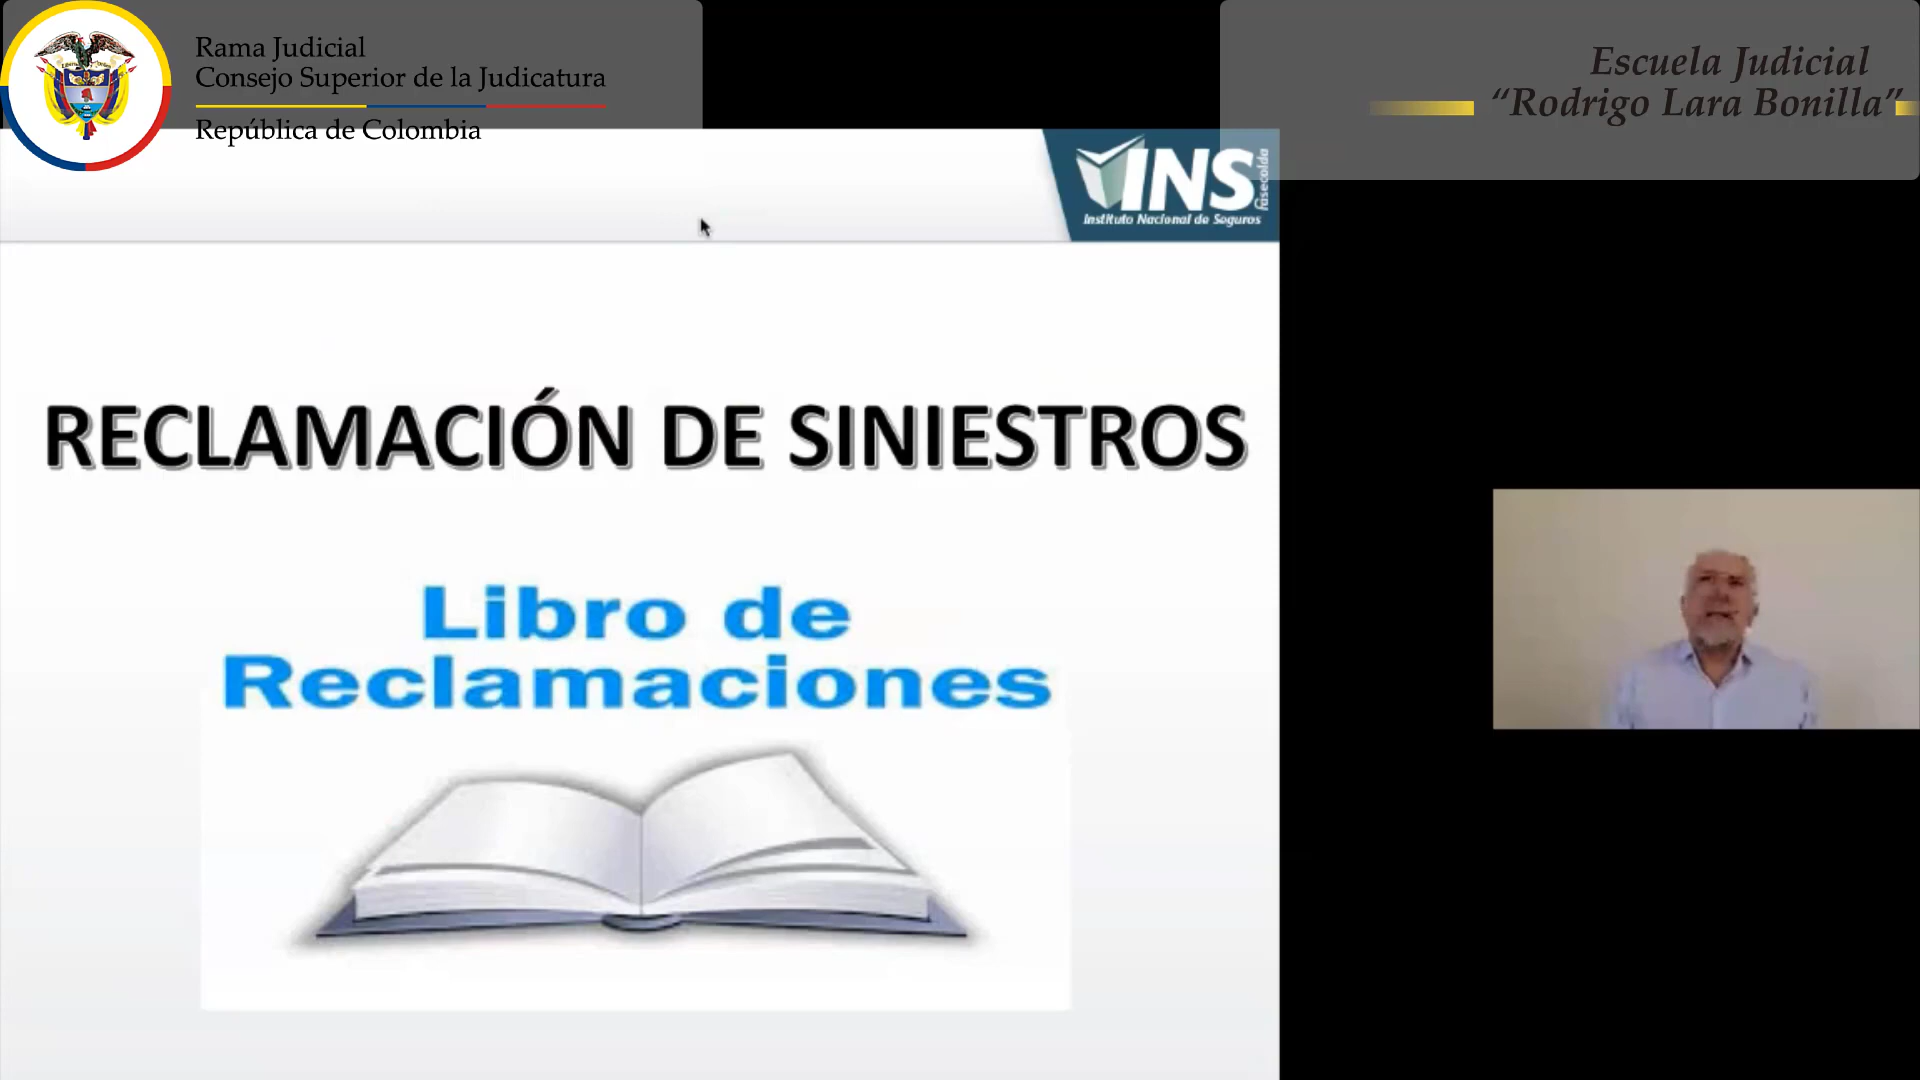 Rama Judicial
Consejo Superior de la Judicatura
República de Colombia
Escuela Judicial
“Rodrigo Lara Bonilla”
INS
fasecolda
Instituto Nacional de Seguros
RECLAMACIÓN DE SINIESTROS
Libro de
Reclamaciones